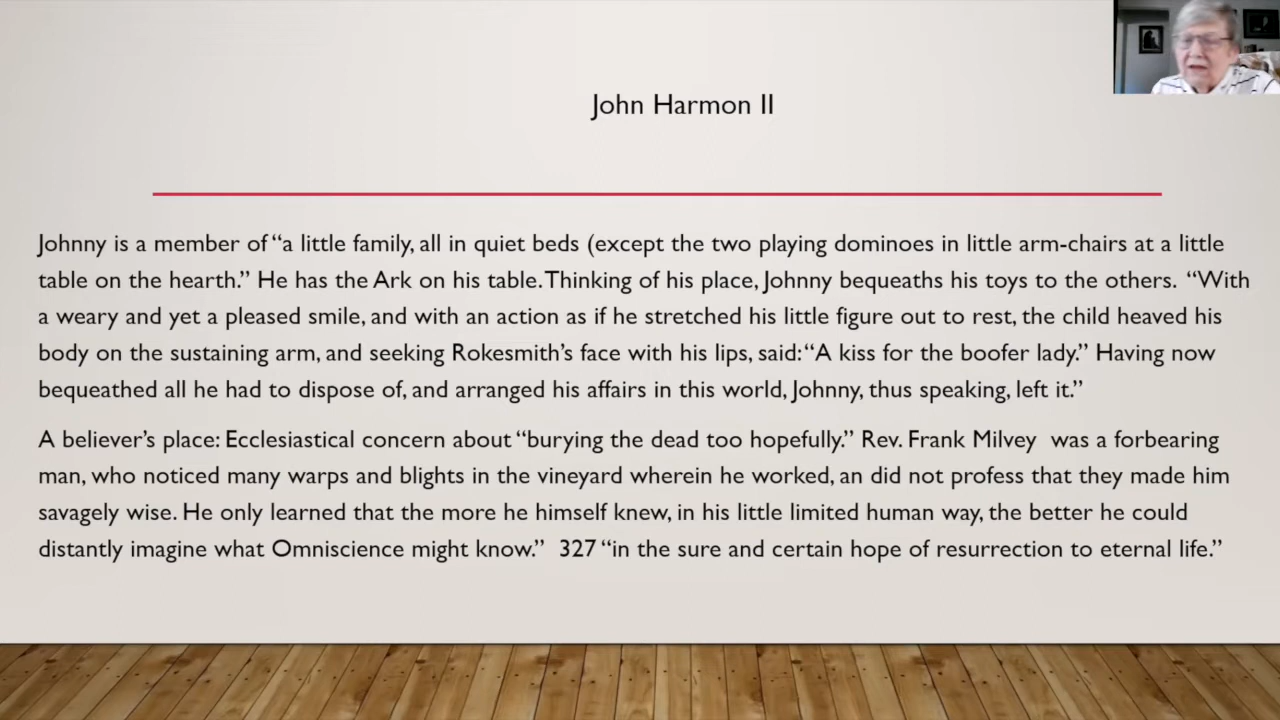 John Harmon II
Johnny is a member of “a little family, all in quiet beds (except the two playing dominoes in little arm-chairs at a little
table on the hearth.” He has the Ark on his table. Thinking of his place, Johnny bequeaths his toys to the others. “With
a weary and yet a pleased smile, and with an action as if he stretched his little figure out to rest, the child heaved his
body on the sustaining arm, and seeking Rokesmith’s face with his lips, said: “A kiss for the boofer lady.” Having now
bequeathed all he had to dispose of, and arranged his affairs in this world, Johnny, thus speaking, left it.”
A believer’s place: Ecclesiastical concern about “burying the dead too hopefully.” Rev. Frank Milvey was a forbearing
man, who noticed many warps and blights in the vineyard wherein he worked, an did not profess that they made him
savagely wise. He only learned that the more he himself knew, in his little limited human way, the better he could
distantly imagine what Omniscience might know.” 327 “in the sure and certain hope of resurrection to eternal life.”